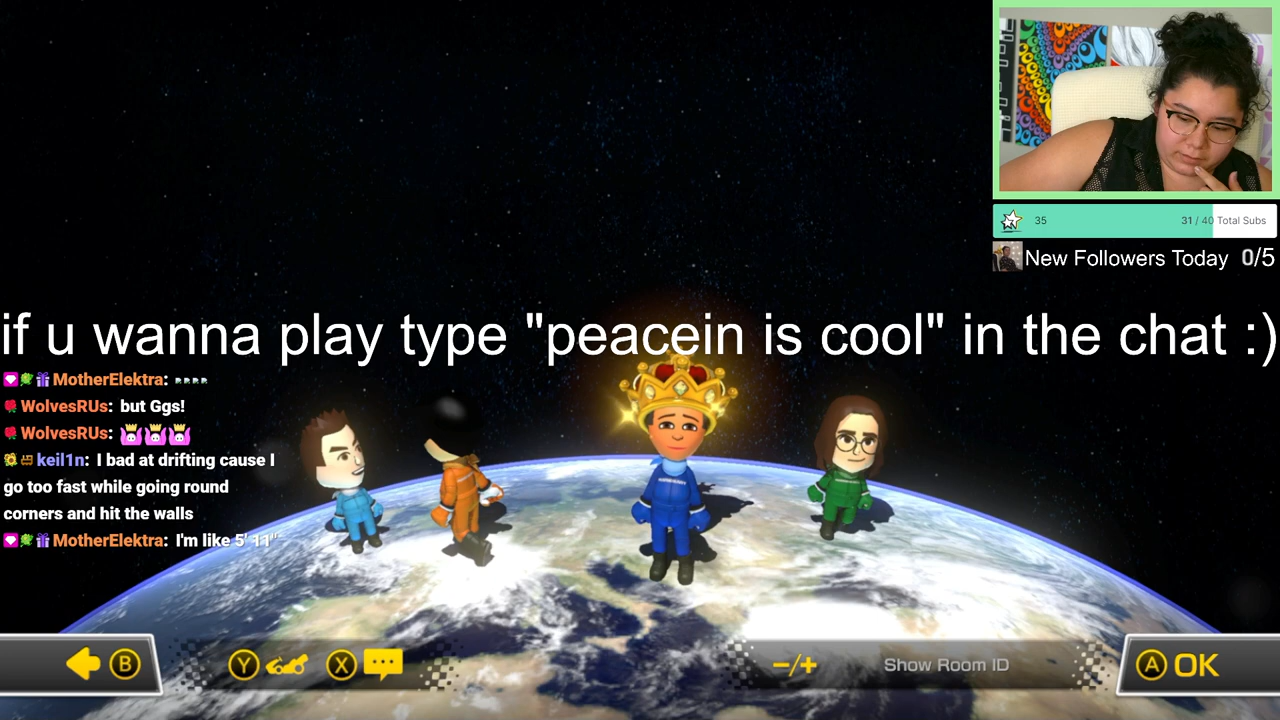 35
31 / 40 Total Subs
New Followers Today 0/5
if u wanna play type "peacein is cool" in the chat :)
MotherElektra:
WolvesRUs: but Ggs!
WolvesRUs:
keil1n: I bad at drifting cause I
go too fast while going round
corners and hit the walls
MotherElektra: I'm like 5' 11"
B
Y
X
−/+
Show Room ID
A OK